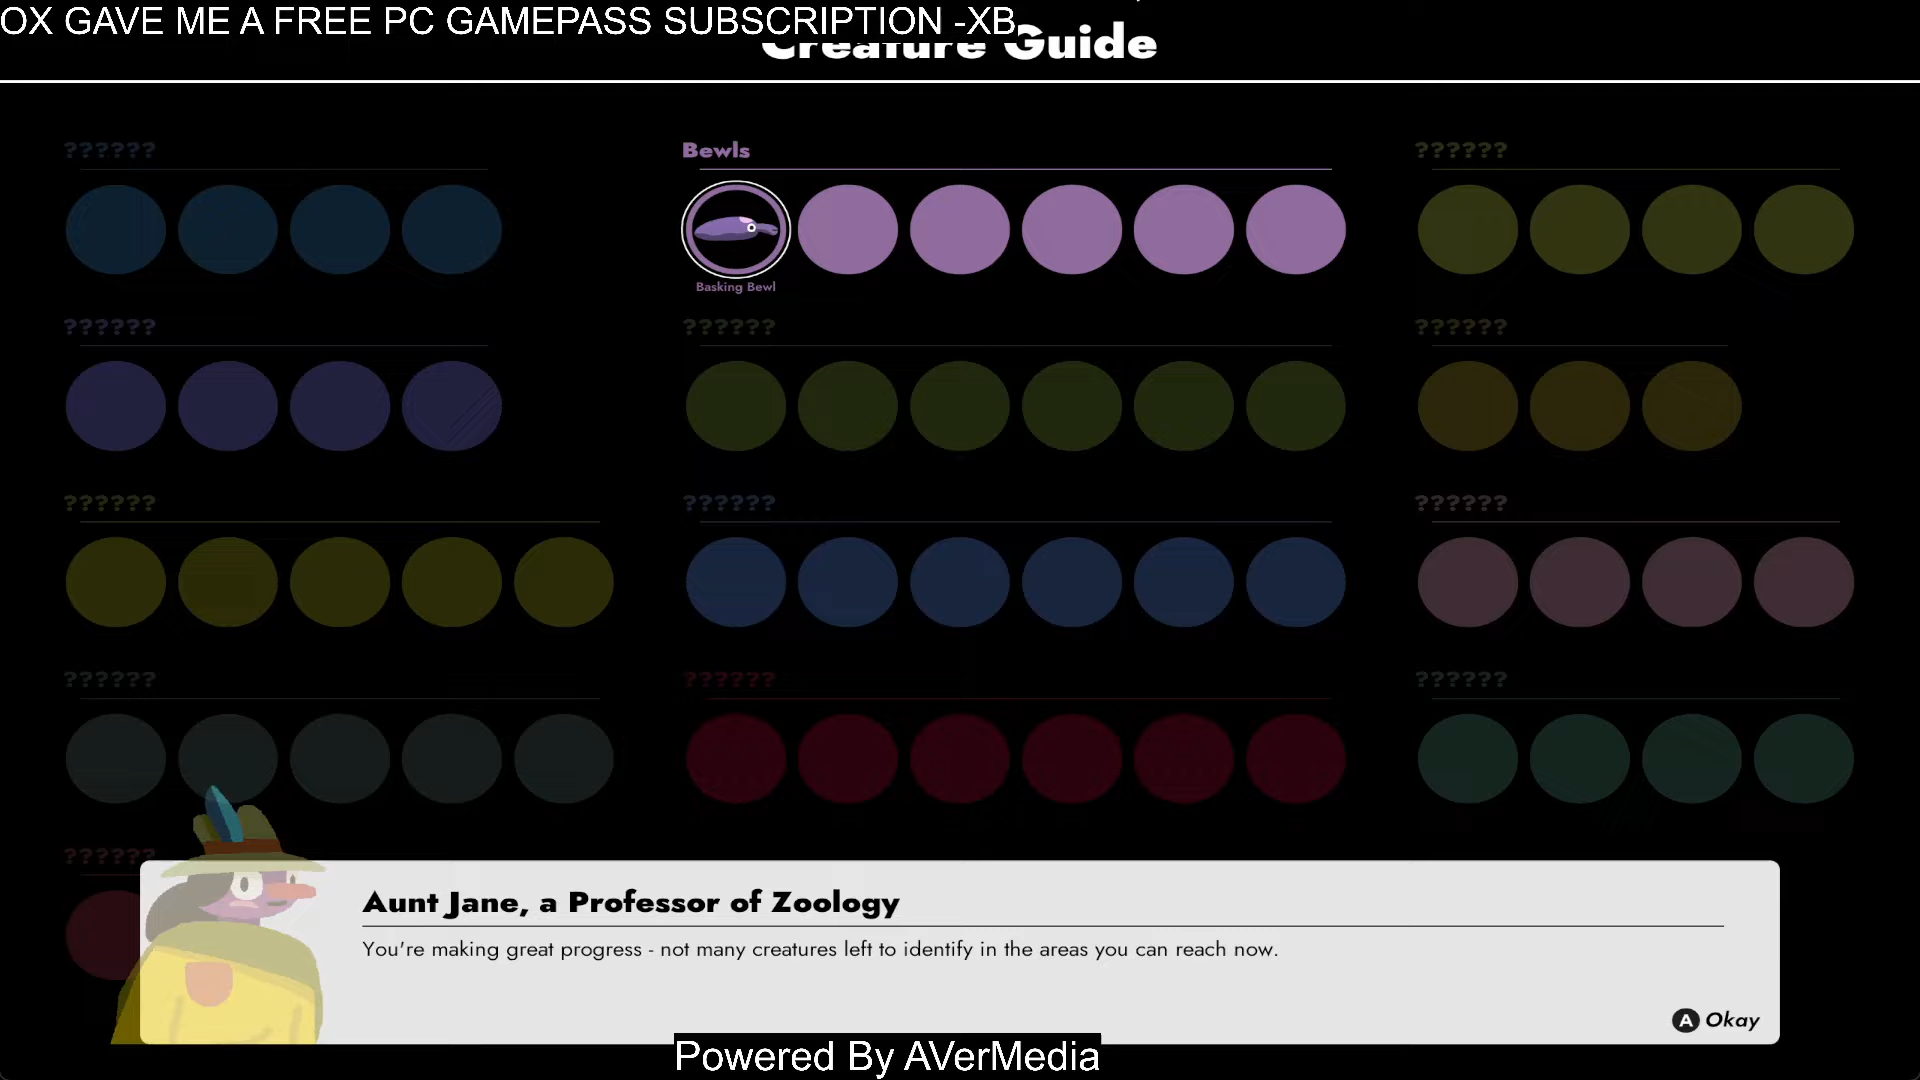 OX GAVE ME A FREE PC GAMEPASS SUBSCRIPTION -XB
Creature Guide
??????
Bewls
??????
Basking Bewl
??????
??????
??????
??????
??????
??????
??????
??????
??????
??????
Aunt Jane, a Professor of Zoology
You're making great progress - not many creatures left to identify in the areas you can reach now.
A Okay
Powered By AVerMedia